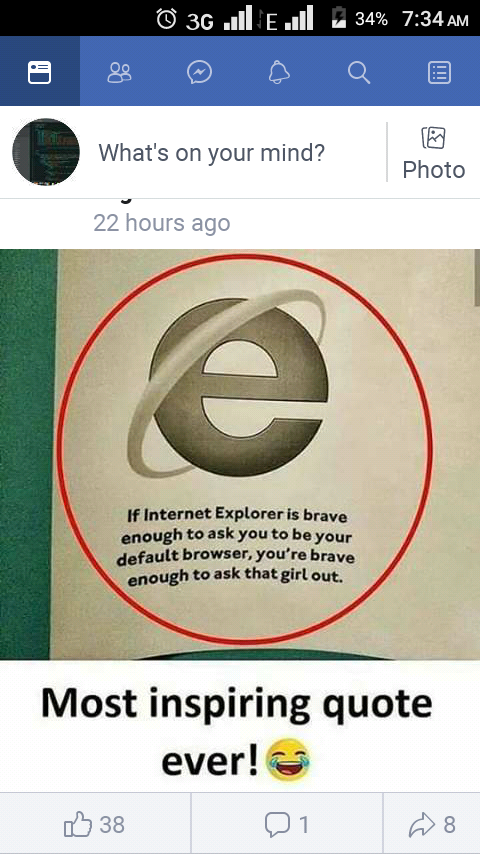 3G E 34% 7:34 AM
What's on your mind?
Photo
22 hours ago
If Internet Explorer is brave
enough to ask you to be your
default browser, you're brave
enough to ask that girl out.
Most inspiring quote
ever!😂
38 1 8